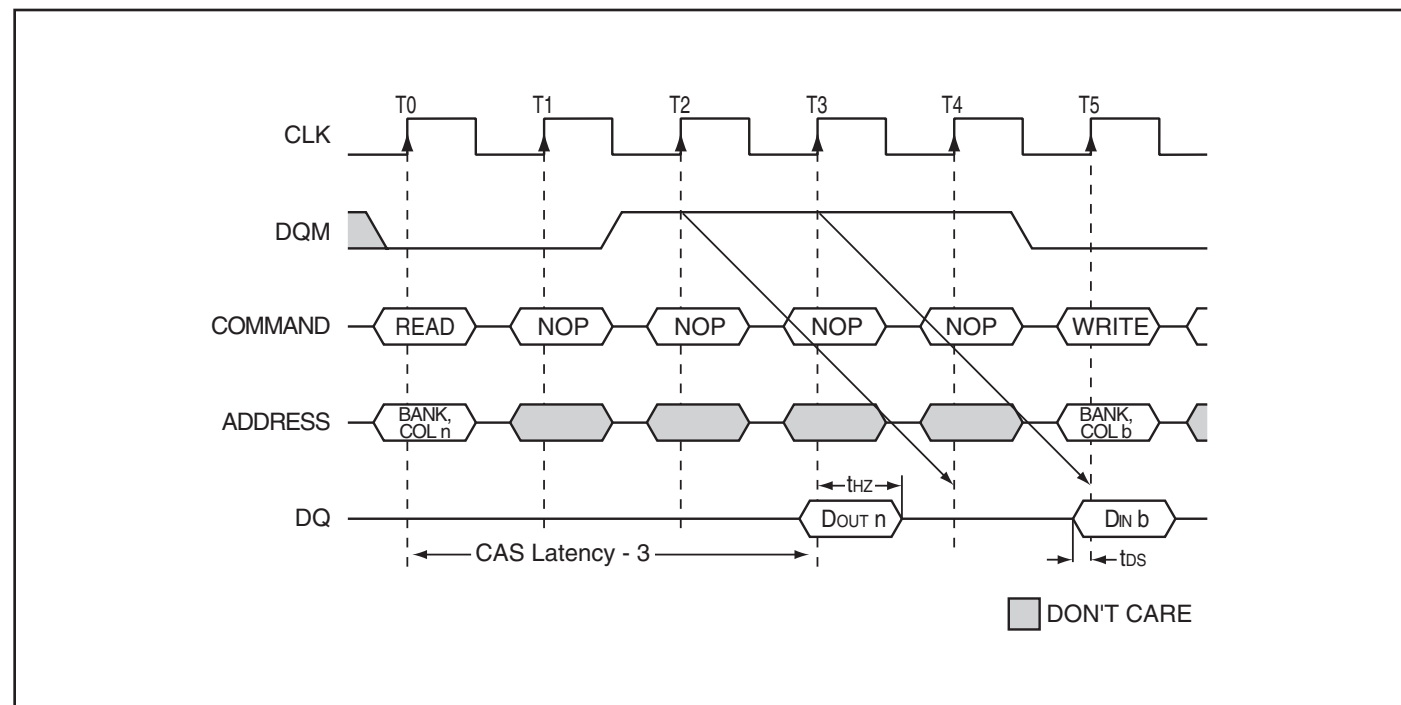 T0 T1 T2 T3 T4 T5
CLK
DQM
COMMAND READ NOP NOP NOP NOP WRITE
ADDRESS BANK, COL n BANK, COL b
tHZ
DQ DOUT n DIN b
CAS Latency - 3 tDS
DON'T CARE